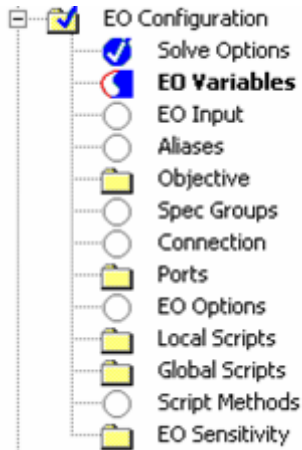 EO Configuration
Solve Options
EO Variables
EO Input
Aliases
Objective
Spec Groups
Connection
Ports
EO Options
Local Scripts
Global Scripts
Script Methods
EO Sensitivity